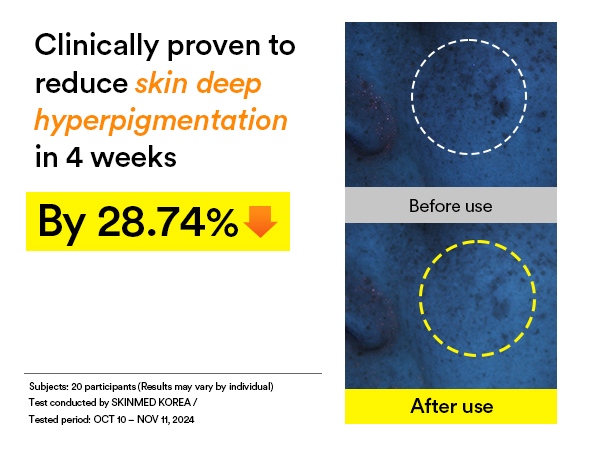 Clinically proven to
reduce skin deep
hyperpigmentation
in 4 weeks
By 28.74%
Before use
After use
Subjects: 20 participants (Results may vary by individual)
Test conducted by SKINMED KOREA /
Tested period: OCT 10 – NOV 11, 2024